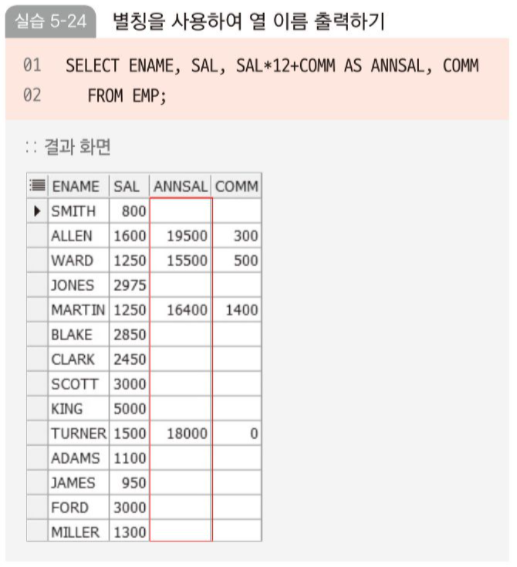 실습 5-24 별칭을 사용하여 열 이름 출력하기
01 SELECT ENAME, SAL, SAL*12+COMM AS ANNSAL, COMM
02 FROM EMP;
:: 결과 화면
ENAME SAL ANNSAL COMM
SMITH 800
ALLEN 1600 19500 300
WARD 1250 15500 500
JONES 2975
MARTIN 1250 16400 1400
BLAKE 2850
CLARK 2450
SCOTT 3000
KING 5000
TURNER 1500 18000 0
ADAMS 1100
JAMES 950
FORD 3000
MILLER 1300